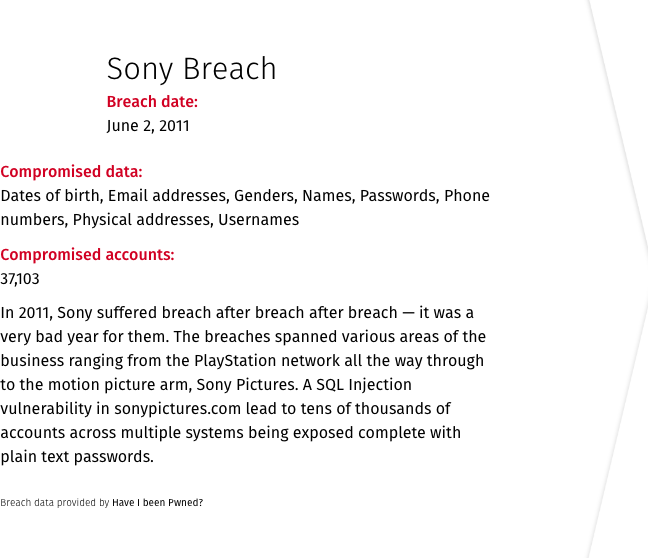 Sony Breach
Breach date:
June 2, 2011
Compromised data:
Dates of birth, Email addresses, Genders, Names, Passwords, Phone
numbers, Physical addresses, Usernames
Compromised accounts:
37,103
In 2011, Sony suffered breach after breach after breach — it was a
very bad year for them. The breaches spanned various areas of the
business ranging from the PlayStation network all the way through
to the motion picture arm, Sony Pictures. A SQL Injection
vulnerability in sonypictures.com lead to tens of thousands of
accounts across multiple systems being exposed complete with
plain text passwords.
Breach data provided by Have I been Pwned?